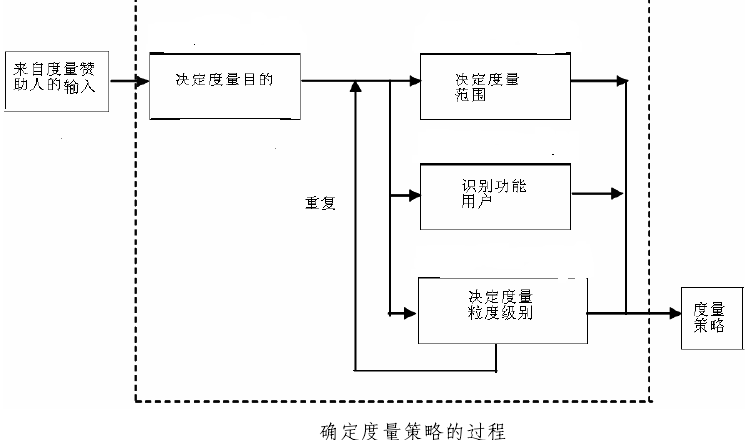 来自度量赞
助人的输入
决定度量目的
决定度量
范围
识别功能
用户
重复
决定度量
粒度级别
度量
策略
确定度量策略的过程